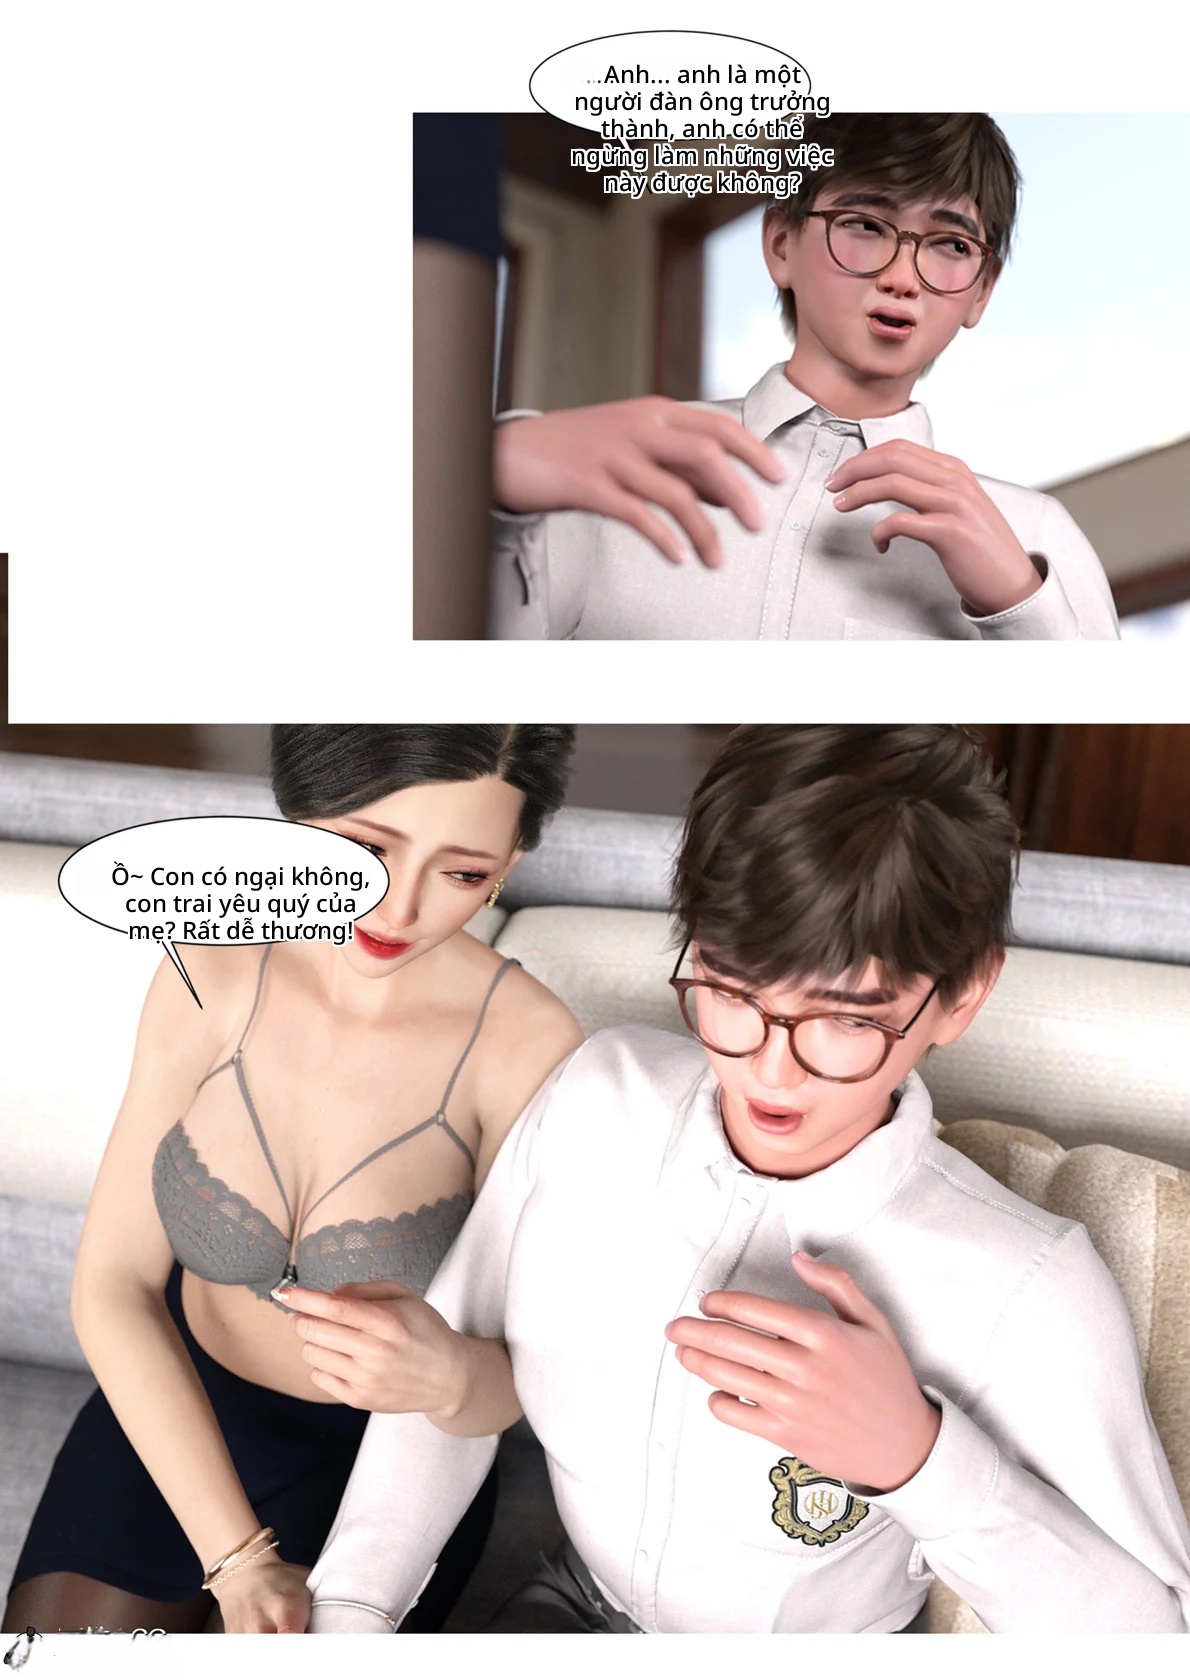 ...Anh... anh là một
người đàn ông trưởng
thành, anh có thể
ngừng làm những việc
này được không?
Ồ~ Con có ngại không,
con trai yêu quý của
mẹ? Rất dễ thương!